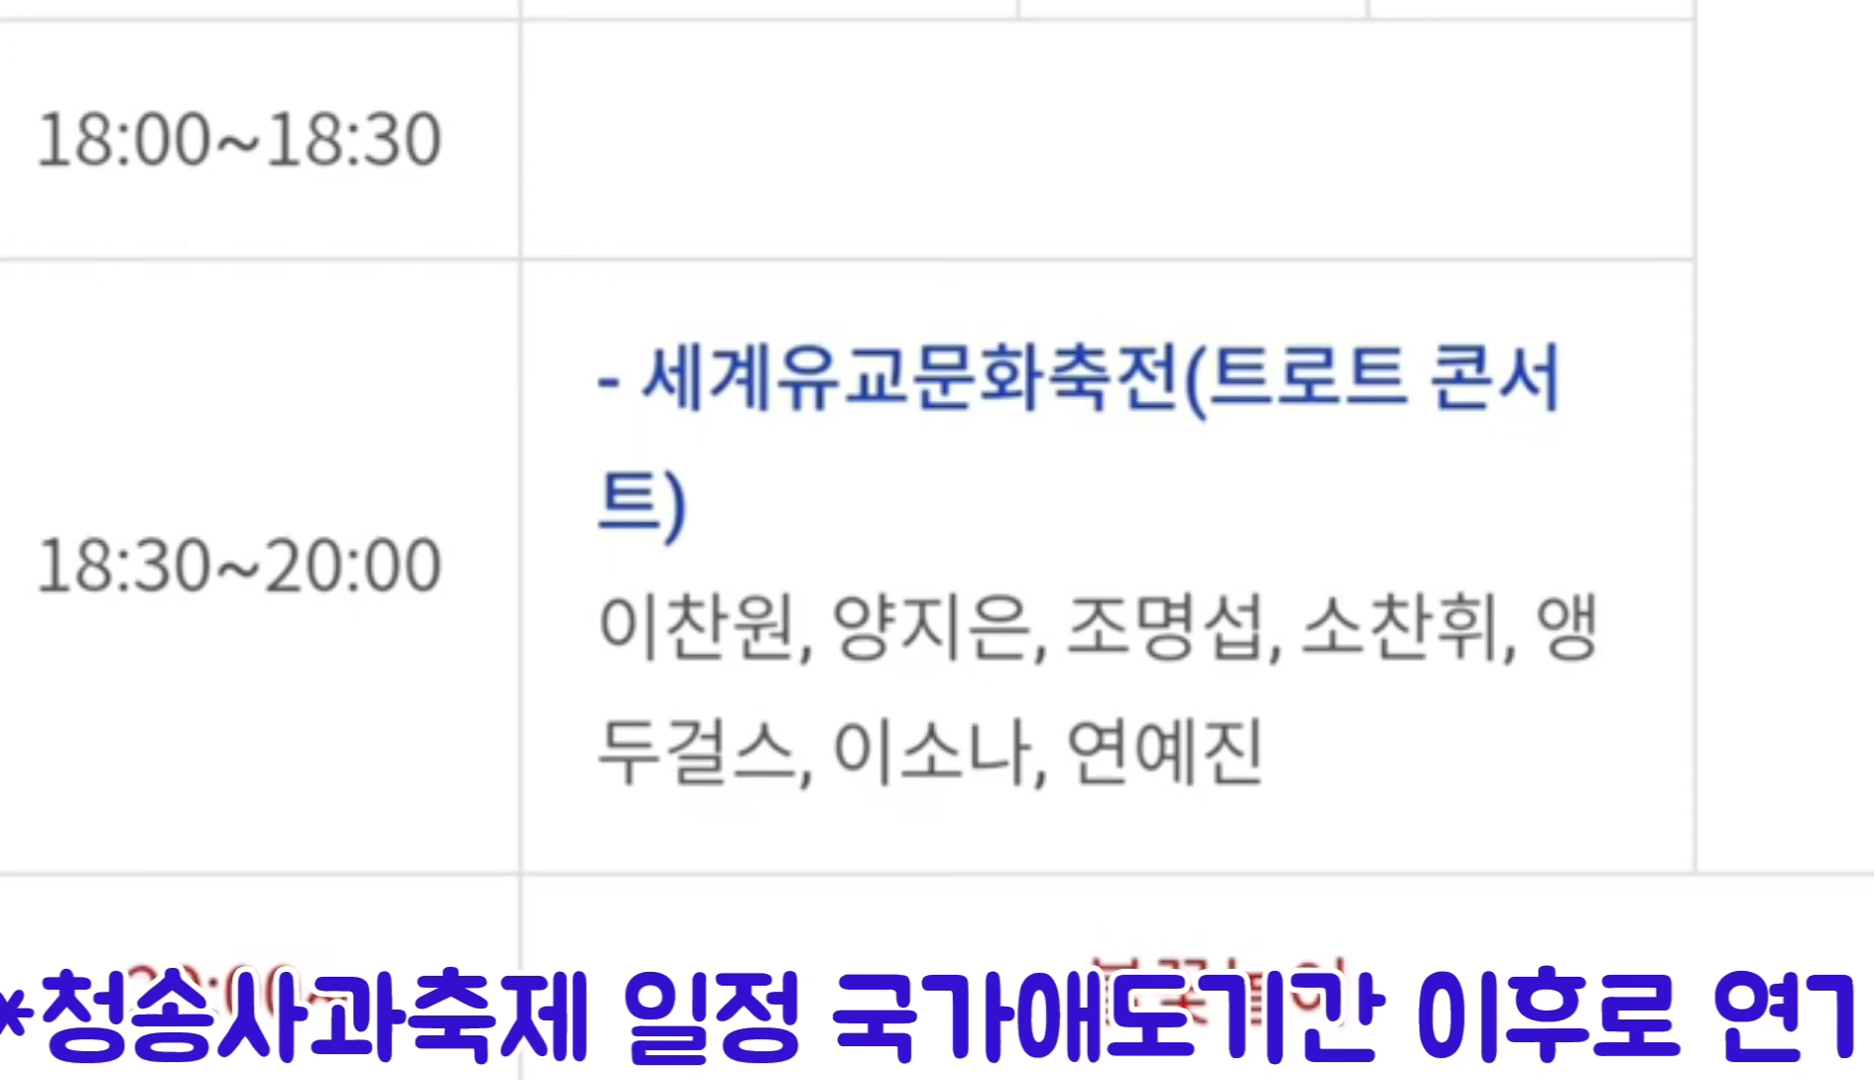 18:00~18:30
- 세계유교문화축전(트로트 콘서
트)
18:30~20:00
이찬원, 양지은, 조명섭, 소찬휘, 앵
두걸스, 이소나, 연예진
*청송사과축제 일정 국가애도기간 이후로